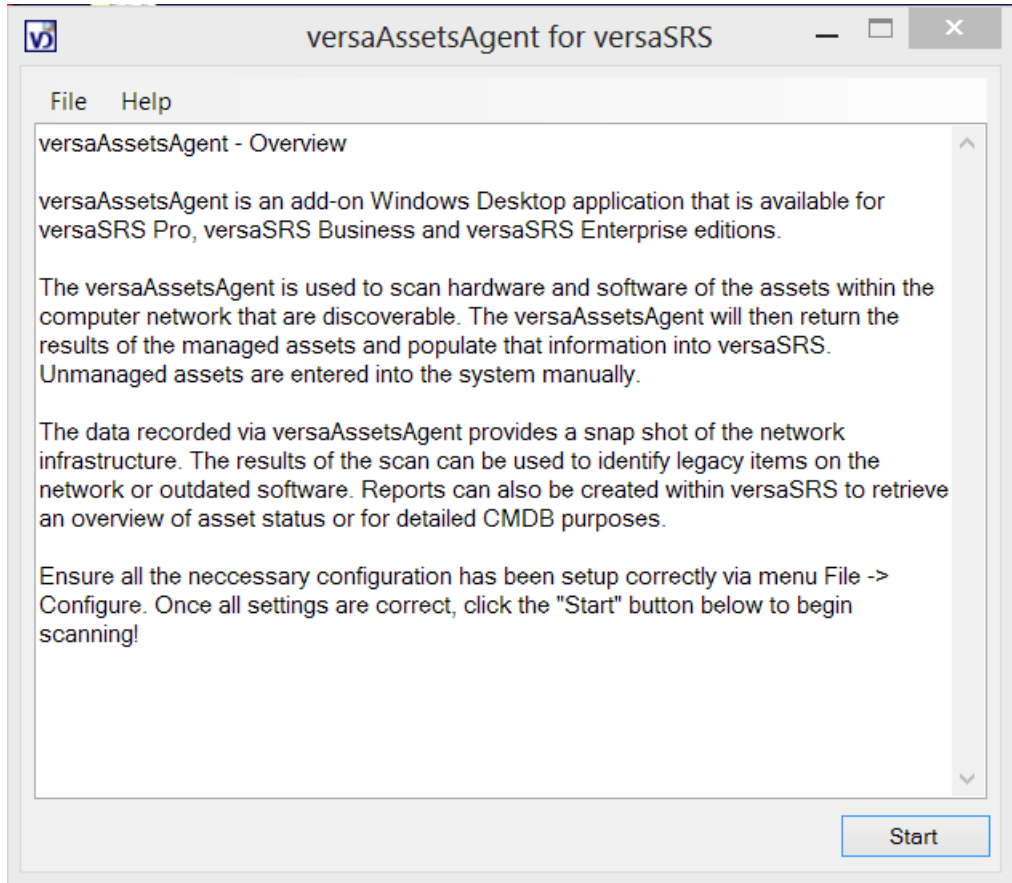 versaAssetsAgent for versaSRS
File Help
versaAssetsAgent - Overview
versaAssetsAgent is an add-on Windows Desktop application that is available for
versaSRS Pro, versaSRS Business and versaSRS Enterprise editions.
The versaAssetsAgent is used to scan hardware and software of the assets within the
computer network that are discoverable. The versaAssetsAgent will then return the
results of the managed assets and populate that information into versaSRS.
Unmanaged assets are entered into the system manually.
The data recorded via versaAssetsAgent provides a snap shot of the network
infrastructure. The results of the scan can be used to identify legacy items on the
network or outdated software. Reports can also be created within versaSRS to retrieve
an overview of asset status or for detailed CMDB purposes.
Ensure all the neccessary configuration has been setup correctly via menu File ->
Configure. Once all settings are correct, click the "Start" button below to begin
scanning!
Start